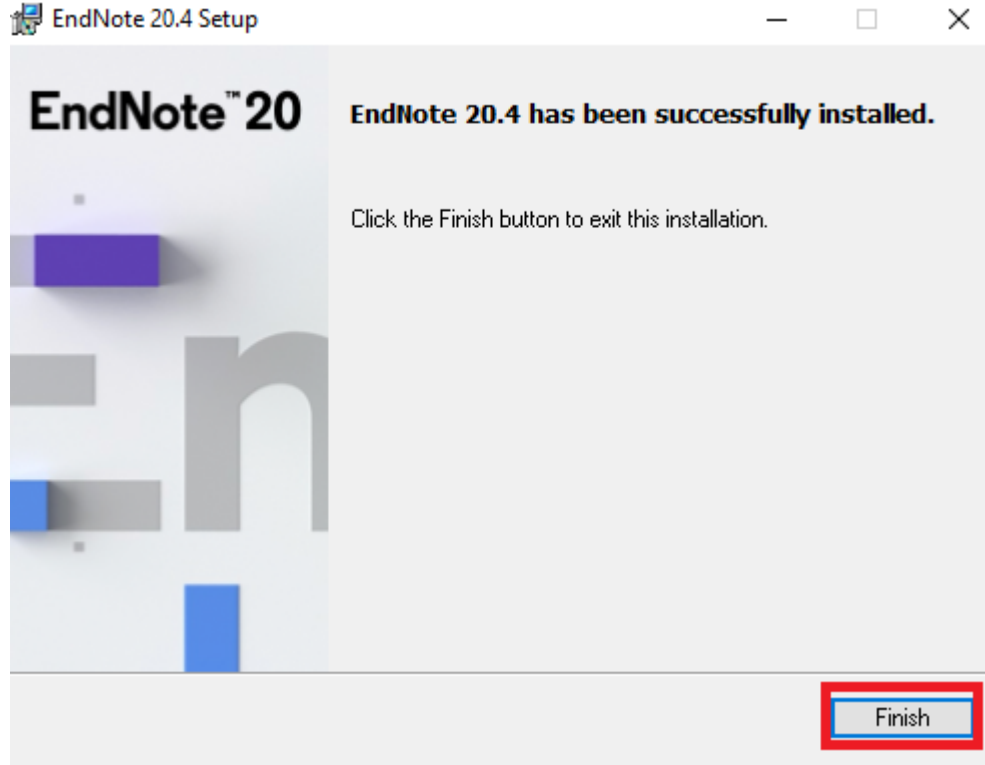 EndNote 20.4 Setup
EndNote™20
EndNote 20.4 has been successfully installed.
Click the Finish button to exit this installation.
En
Finish